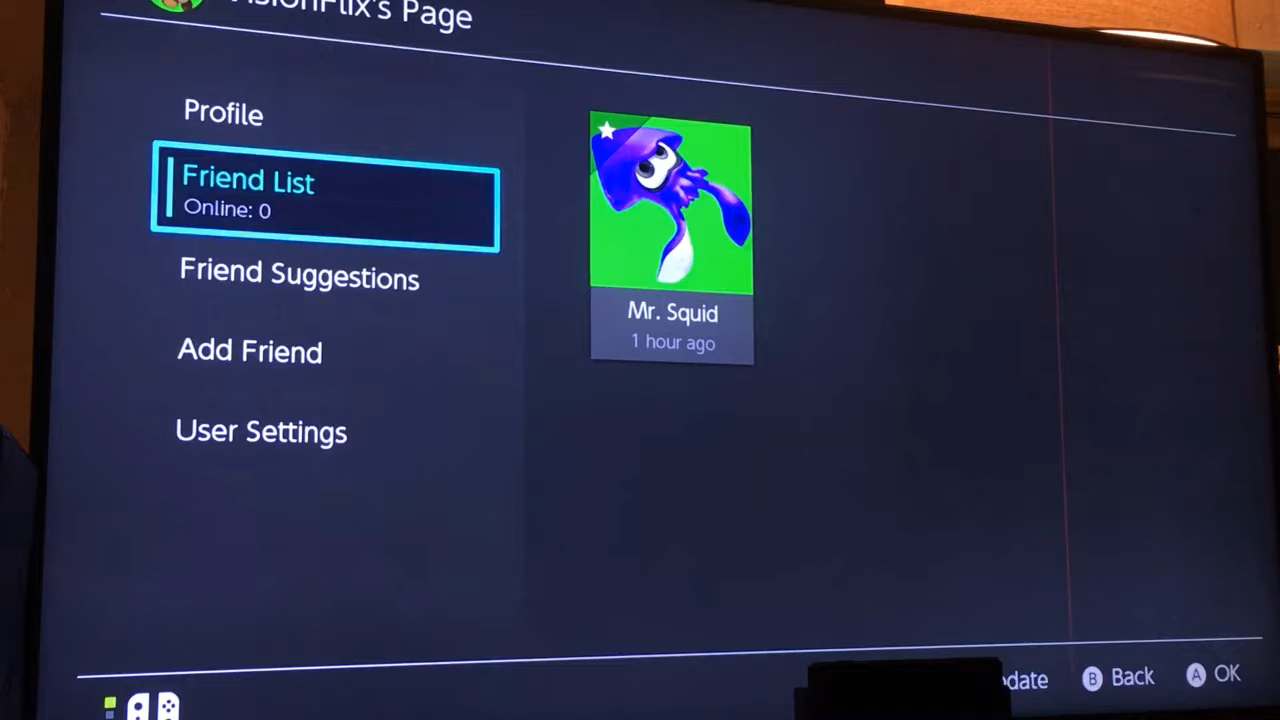 Page
Profile
Friend List
Online: 0
Friend Suggestions
Add Friend
User Settings
Mr. Squid
1 hour ago
B Back
A OK